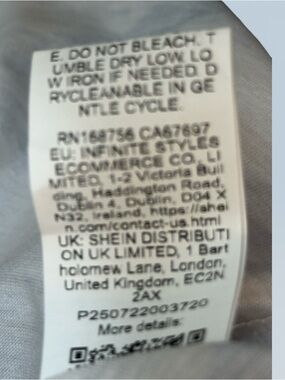 E. DO NOT BLEACH. T
UMBLE DRY LOW. LO
W IRON IF NEEDED. D
RYCLEANABLE IN GE
NTLE CYCLE.
RN168756 CA67697
EU: INFINITE STYLES
ECOMMERCE CO., LI
MITED, 1-2 Victoria Buil
ding, Haddington Road,
Dublin 4, Dublin, D04 X
N32, Ireland, https://shei
n.com/contact-us.html
UK: SHEIN DISTRIBUTI
ON UK LIMITED, 1 Bart
holomew Lane, London,
United Kingdom, EC2N
2AX
P250722003720
More details: